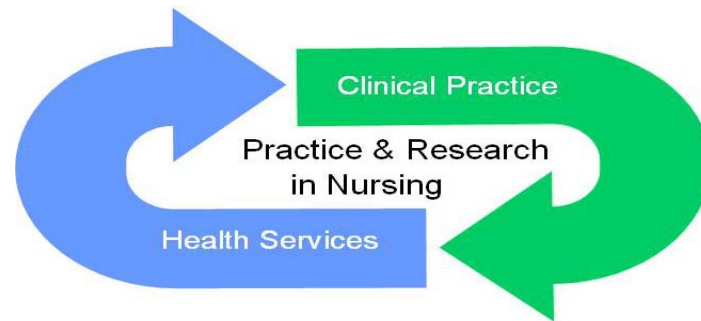 Clinical Practice
Practice & Research
in Nursing
Health Services